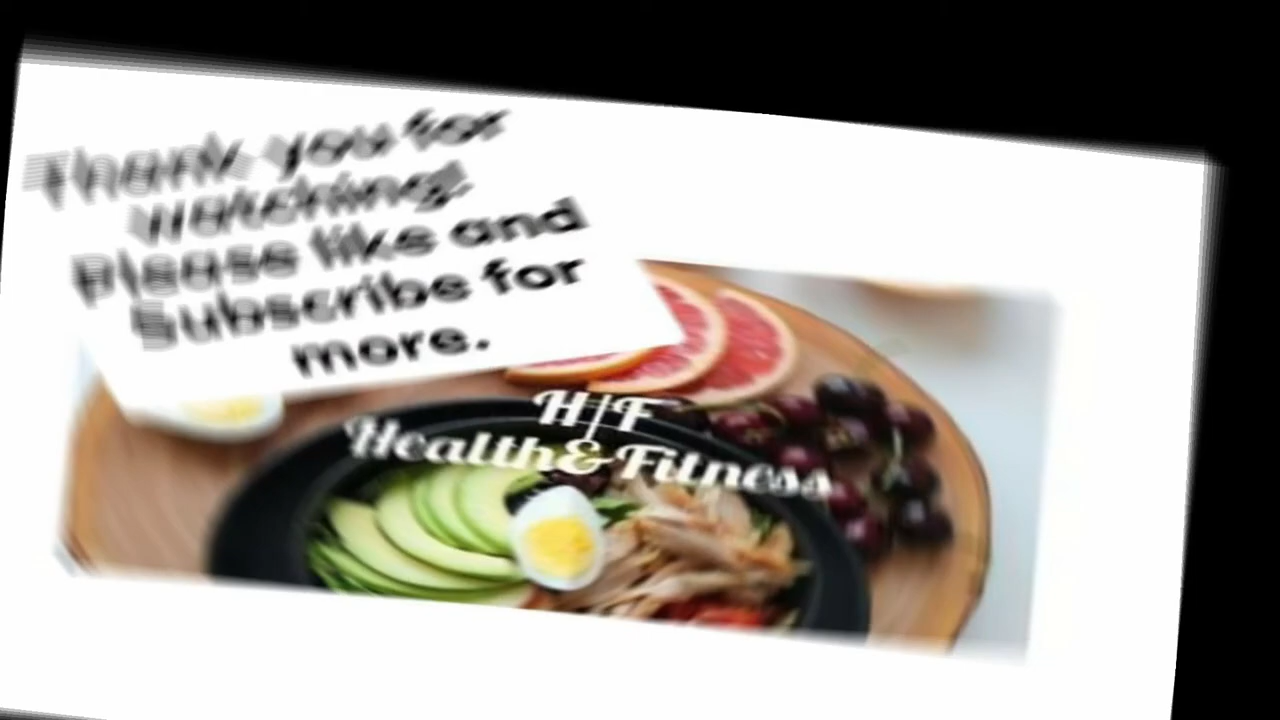 Thank you for
watching!
Please like and
Subscribe for
more.
H|F
Health&Fitness